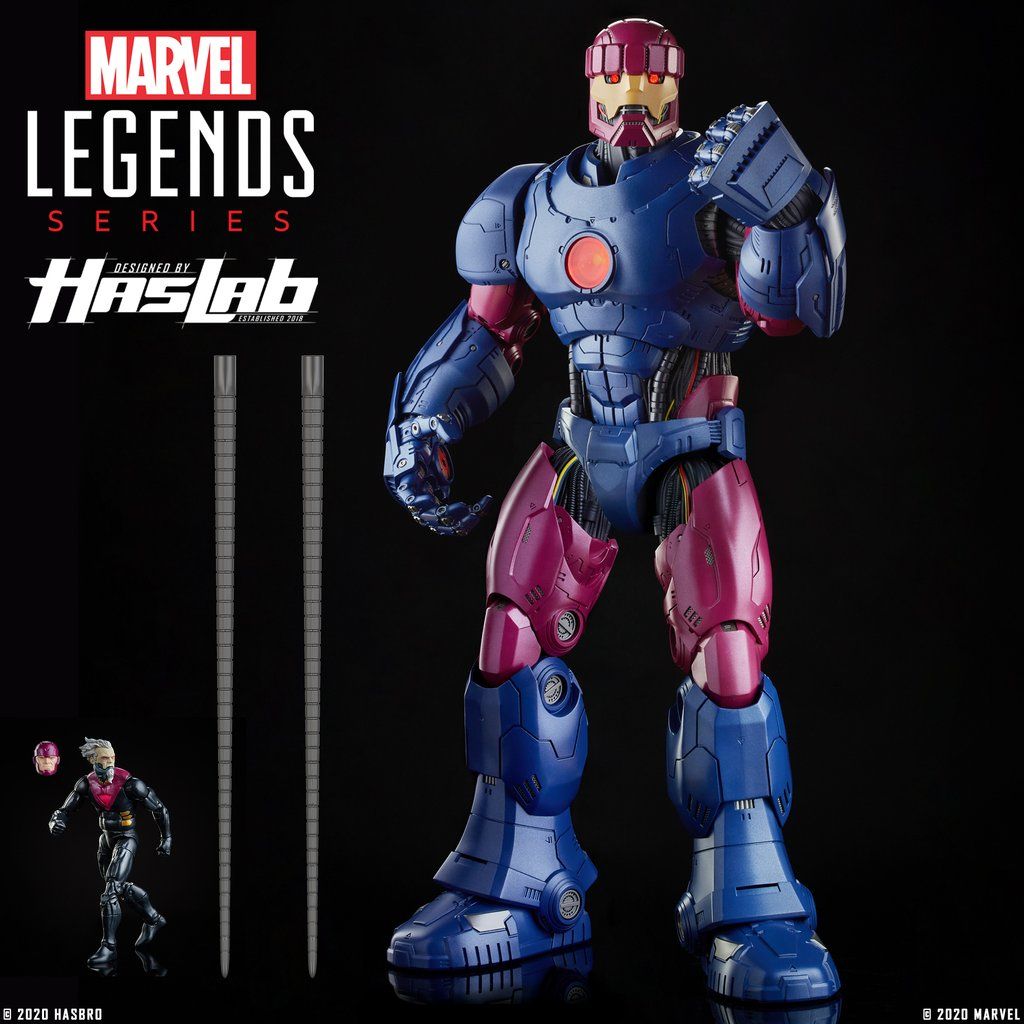 MARVEL
LEGENDS
SERIES
DESIGNED BY
HASLAB
ESTABLISHED 2018
© 2020 HASBRO
© 2020 MARVEL